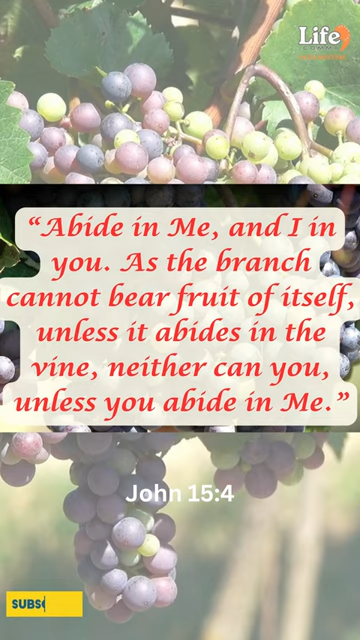 Life
“Abide in Me, and I in
you. As the branch
cannot bear fruit of itself,
unless it abides in the
vine, neither can you,
unless you abide in Me.”
John 15:4
SUBS